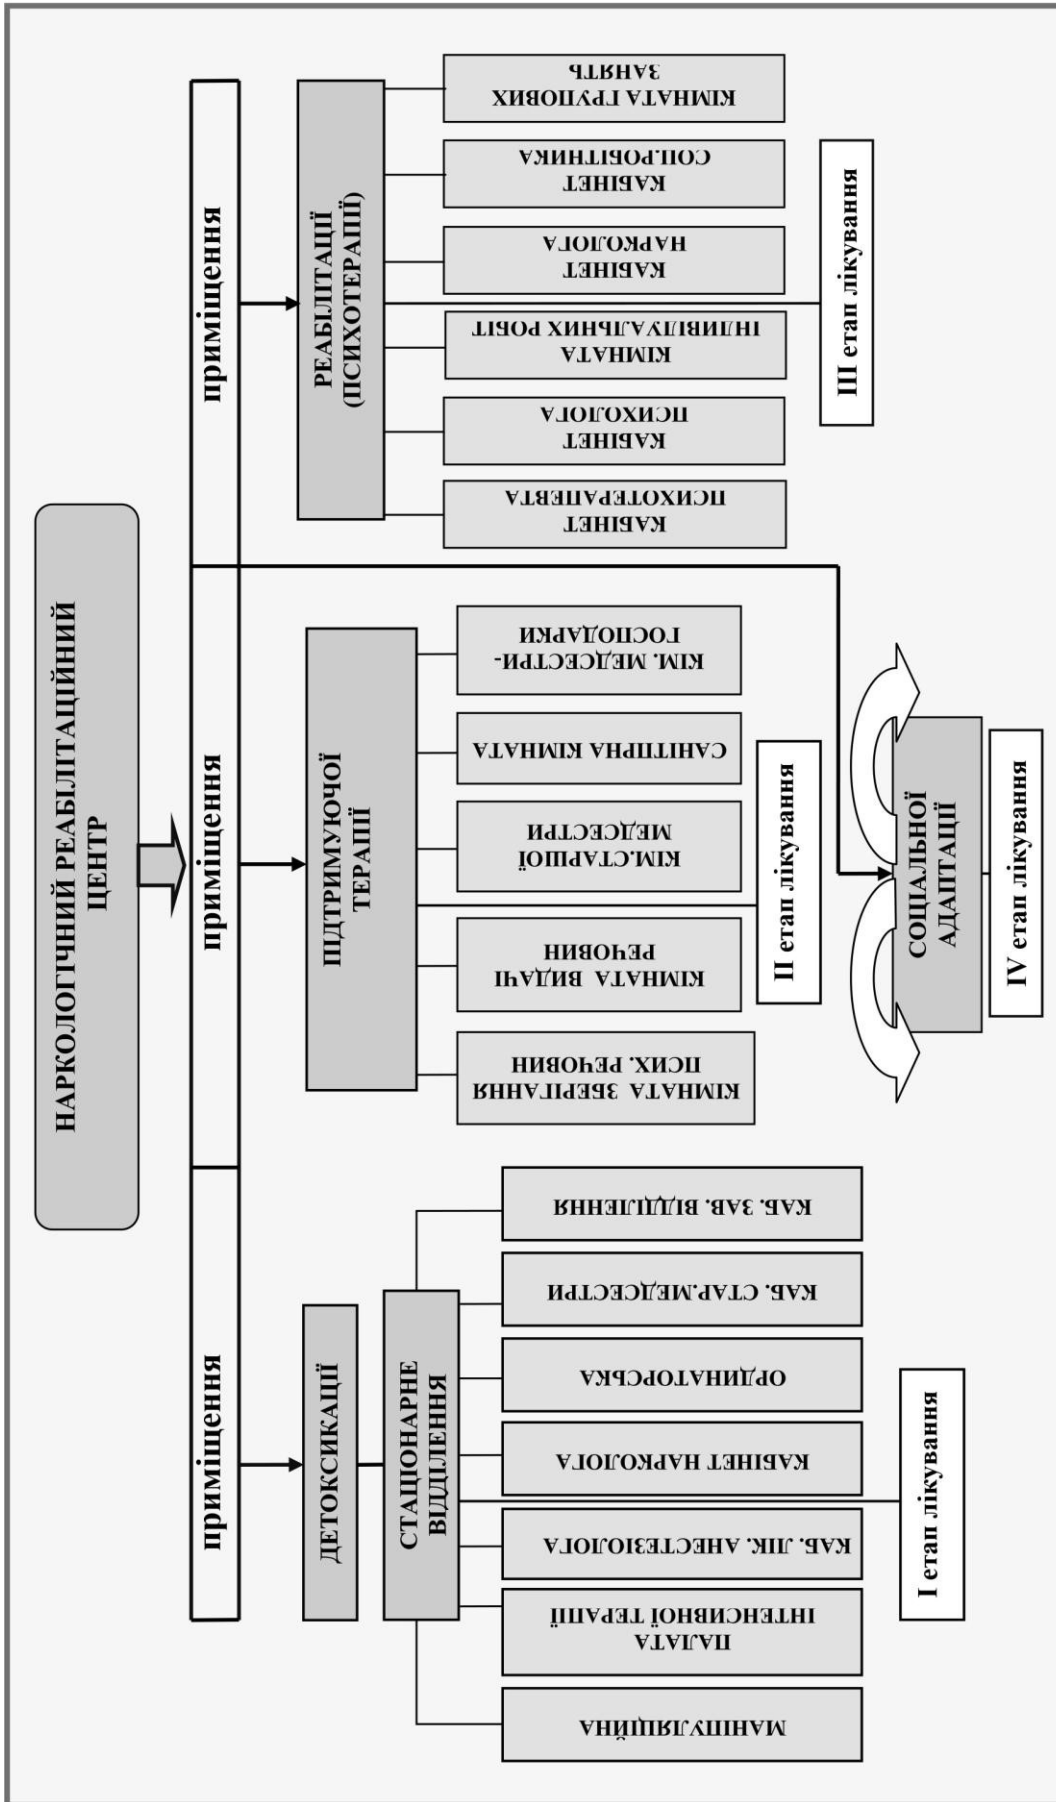 НАРКОЛОГІЧНИЙ РЕАБІЛІТАЦІЙНИЙ
ЦЕНТР
приміщення
приміщення
приміщення
ДЕТОКСИКАЦІЇ
СТАЦІОНАРНЕ
ВІДДІЛЕННЯ
МАНІПУЛЯЦІЙНА
ПАЛАТА
ІНТЕНСИВНОЇ ТЕРАПІЇ
КАБ. ЛІК. АНЕСТЕЗІОЛОГА
КАБІНЕТ НАРКОЛОГА
ОРДИНАТОРСЬКА
КАБ. СТАР.МЕДСЕСТРИ
КАБ. ЗАВ. ВІДДІЛЕННЯ
І етап лікування
ПІДТРИМУЮЧОЇ
ТЕРАПІЇ
КІМНАТА ЗБЕРІГАННЯ
ПСИХ. РЕЧОВИН
КІМНАТА ВИДАЧІ
РЕЧОВИН
КІМ.СТАРШОЇ
МЕДСЕСТРИ
САНІТПРНА КІМНАТА
КІМ. МЕДСЕСТРИ-
ГОСПОДАРКИ
ІІ етап лікування
РЕАБІЛІТАЦІЇ
(ПСИХОТЕРАПІЇ)
КАБІНЕТ
ПСИХОТЕРАПЕВТА
КАБІНЕТ
ПСИХОЛОГА
КІМНАТА
ІНДИВІДУАЛЬНИХ РОБІТ
КАБІНЕТ
НАРКОЛОГА
КАБІНЕТ
СОЦ.РОБІТНИКА
КІМНАТА ГРУПОВИХ
ЗАНЯТЬ
ІІІ етап лікування
СОЦІАЛЬНОЇ
АДАПТАЦІЇ
IV етап лікування